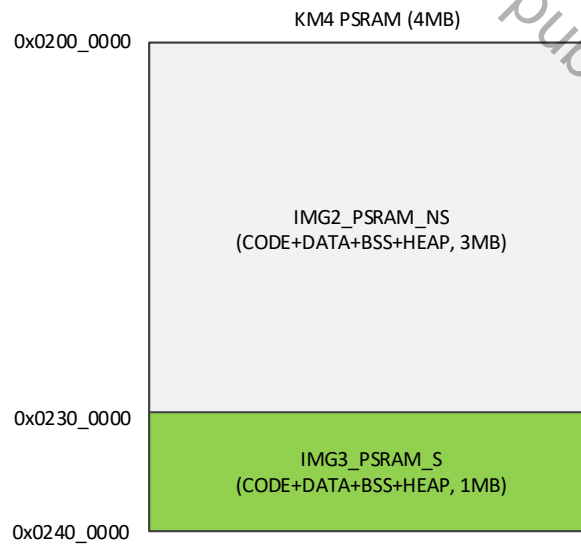 KM4 PSRAM (4MB)
0x0200_0000
IMG2_PSRAM_NS
(CODE+DATA+BSS+HEAP, 3MB)
0x0230_0000
IMG3_PSRAM_S
(CODE+DATA+BSS+HEAP, 1MB)
0x0240_0000